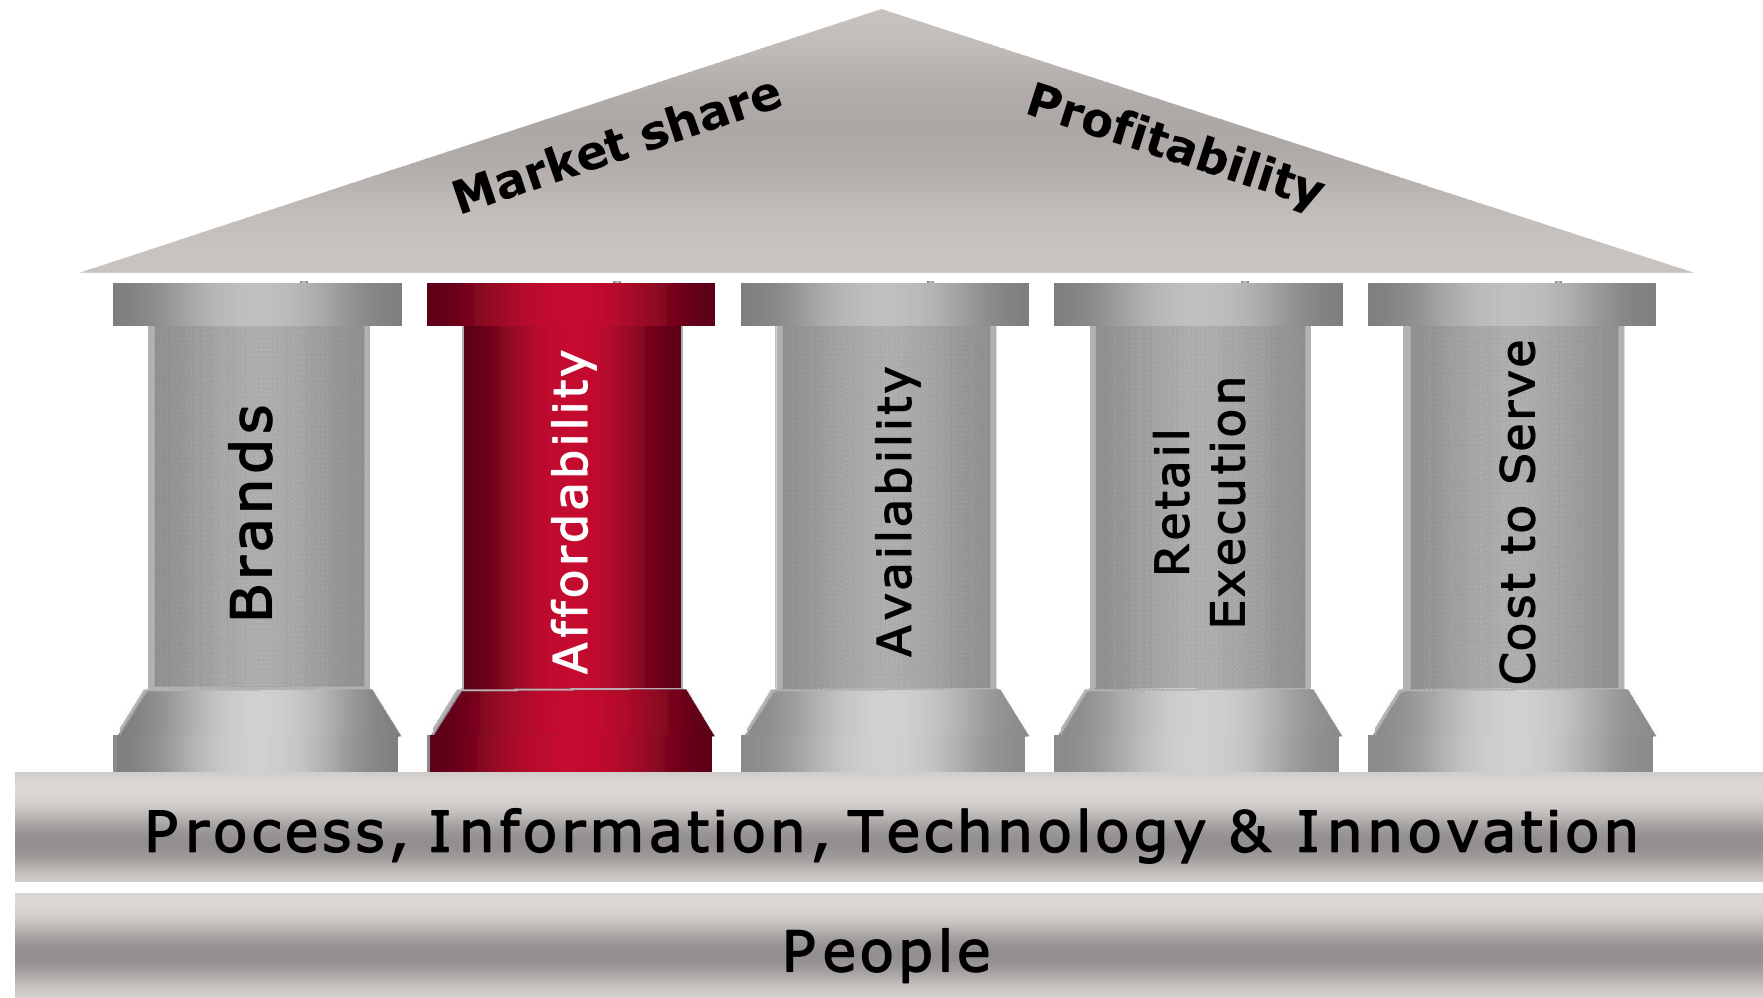 Market share
Profitability
Brands
Affordability
Availability
Retail
Execution
Cost to Serve
Process, Information, Technology & Innovation
People